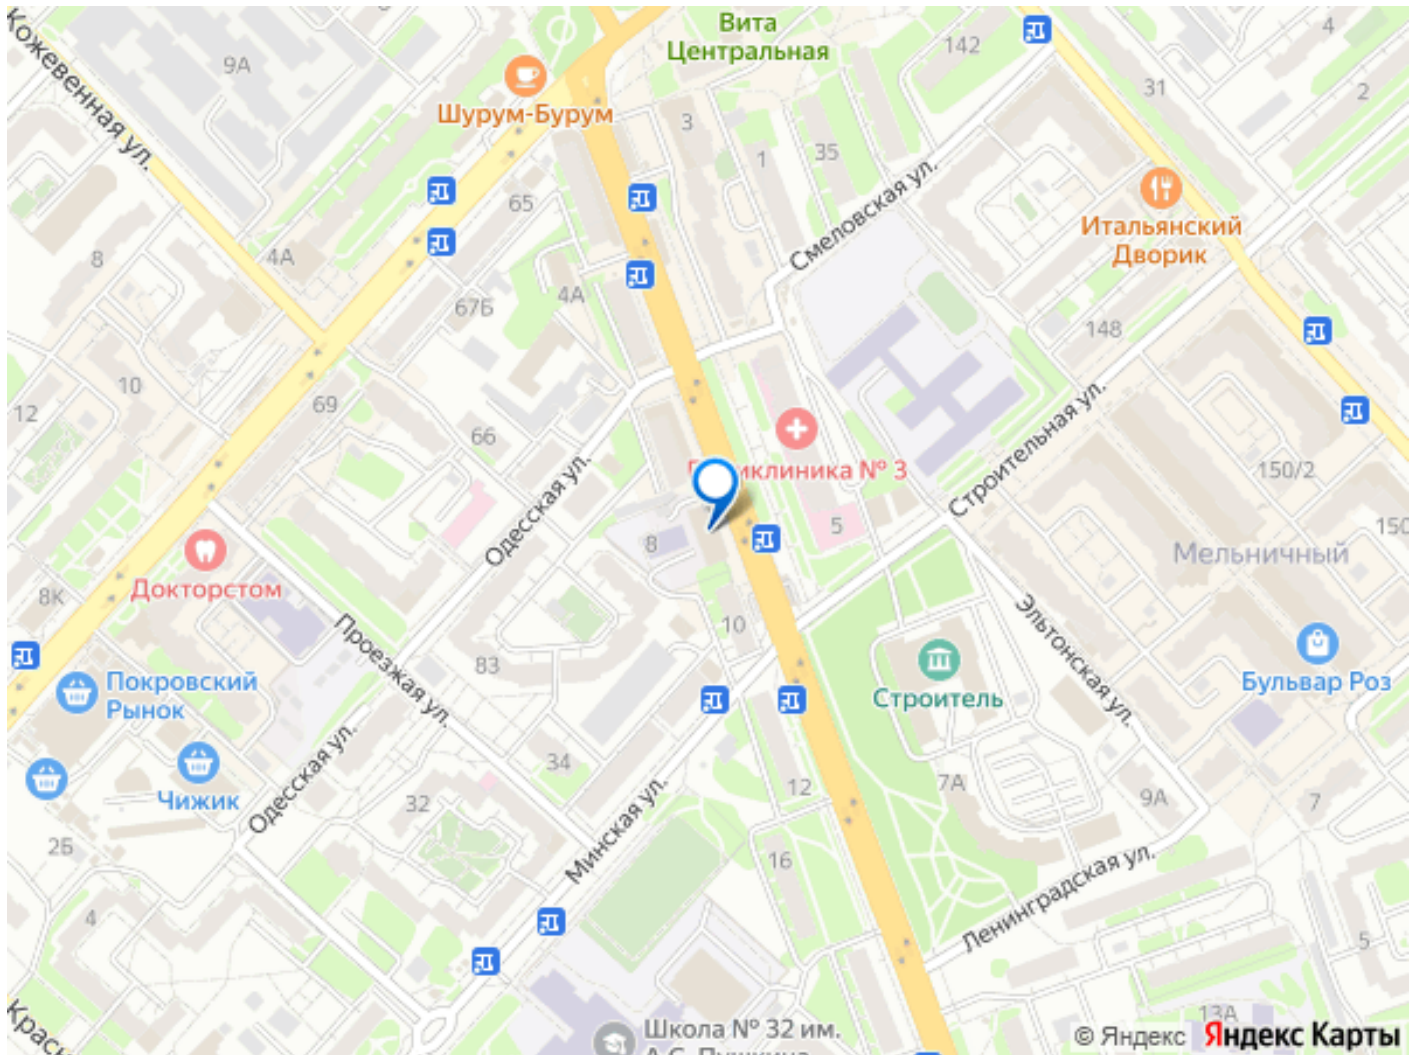 Кожевенная ул.
9А
Шурум-Бурум
Вита
Центральная
142
4
31
2
3
1
35
65
Смеловская ул.
Итальянский
Дворик
8
4А
4А
67Б
148
10
12
69
66
№ 3
5
Строительная ул.
150/2
150
Мельничный
Одесская ул.
8
8К
Докторстом
Проезжая ул.
83
10
Эльтонская ул.
Строитель
Бульвар Роз
Покровский
Рынок
Чижик
Одесская ул.
34
32
12
7А
9А
7
2Б
Минская ул.
16
Ленинградская ул.
4
5
13А
Школа № 32 им.
© Яндекс
Яндекс Карты